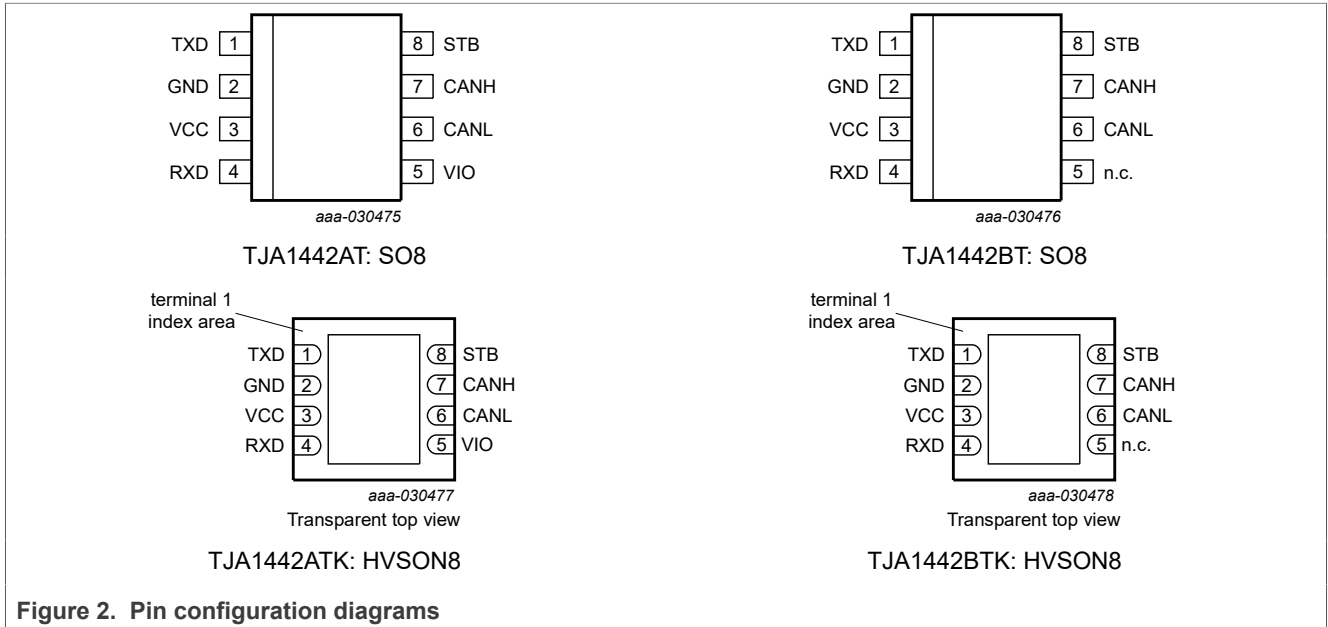 TXD 1 8 STB
GND 2 7 CANH
VCC 3 6 CANL
RXD 4 5 VIO
aaa-030475
TJA1442AT: SO8
TXD 1 8 STB
GND 2 7 CANH
VCC 3 6 CANL
RXD 4 5 n.c.
aaa-030476
TJA1442BT: SO8
terminal 1
index area
TXD 1 8 STB
GND 2 7 CANH
VCC 3 6 CANL
RXD 4 5 VIO
aaa-030477
Transparent top view
TJA1442ATK: HVSON8
terminal 1
index area
TXD 1 8 STB
GND 2 7 CANH
VCC 3 6 CANL
RXD 4 5 n.c.
aaa-030478
Transparent top view
TJA1442BTK: HVSON8
Figure 2. Pin configuration diagrams